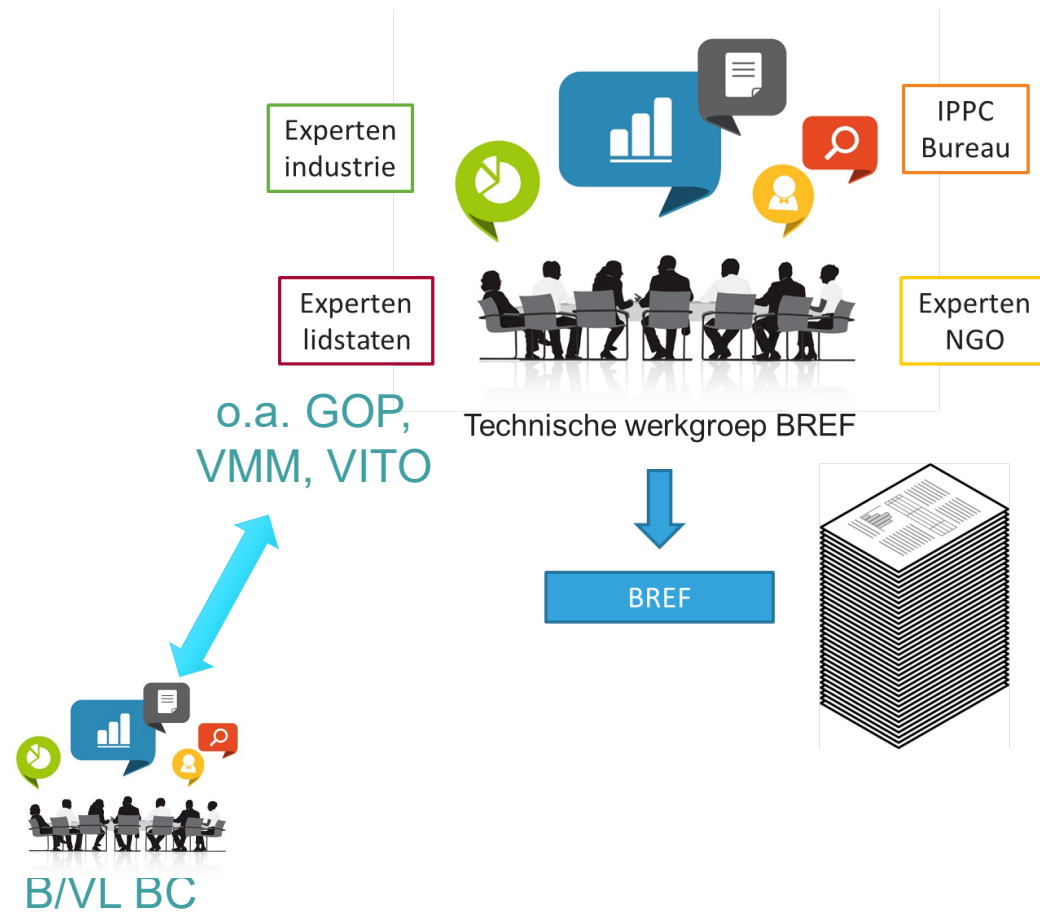 Experten
industrie
IPPC
Bureau
Experten
lidstaten
Experten
NGO
o.a. GOP,
VMM, VITO
Technische werkgroep BREF
BREF
B/VL BC